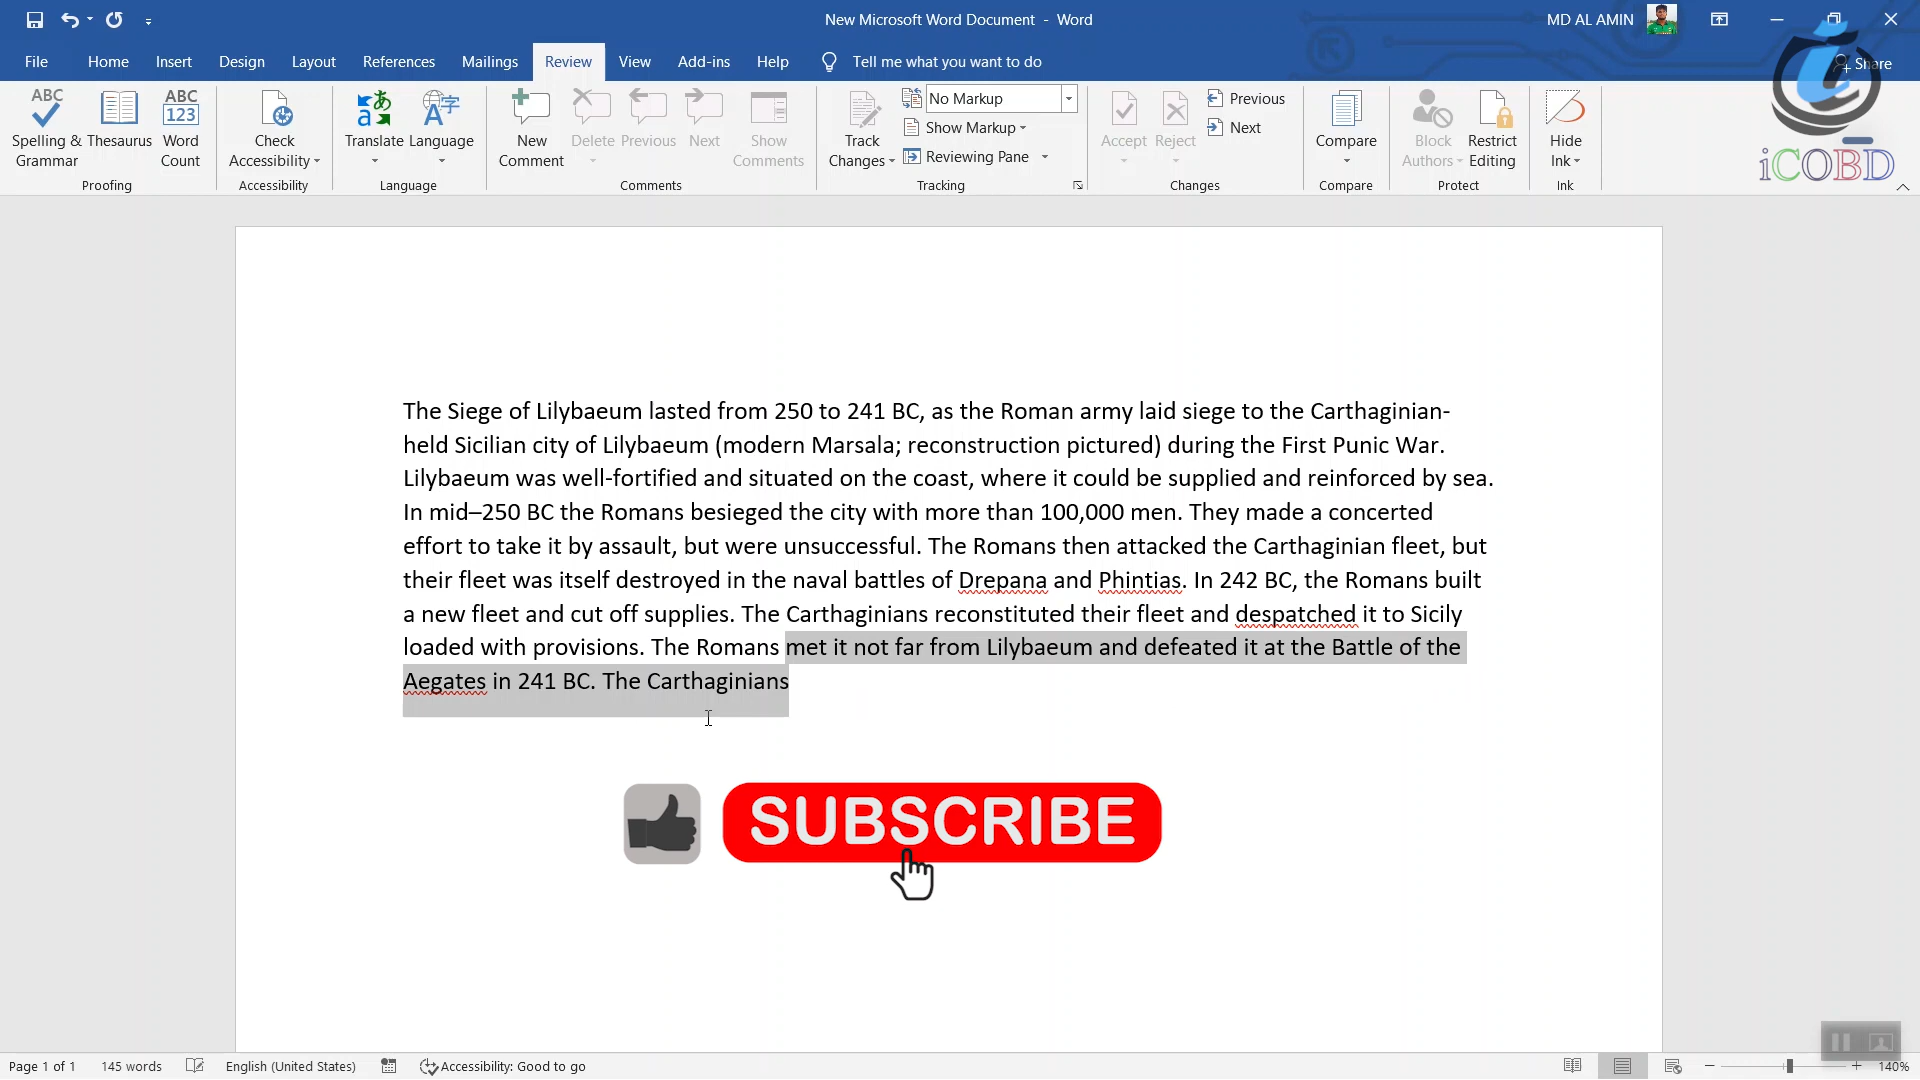 New Microsoft Word Document - Word
MD AL AMIN
File Home Insert Design Layout References Mailings Review View Add-ins Help Tell me what you want to do
Share
ABC
Spelling & Grammar
Thesaurus
ABC
123
Word Count
Proofing
Check Accessibility
Accessibility
Translate
Language
Language
New Comment
Delete
Previous
Next
Show Comments
Comments
Track Changes
No Markup
Show Markup
Reviewing Pane
Tracking
Accept
Reject
Previous
Next
Changes
Compare
Compare
Block Authors
Restrict Editing
Protect
Hide Ink
Ink
iCOBD
The Siege of Lilybaeum lasted from 250 to 241 BC, as the Roman army laid siege to the Carthaginian-
held Sicilian city of Lilybaeum (modern Marsala; reconstruction pictured) during the First Punic War.
Lilybaeum was well-fortified and situated on the coast, where it could be supplied and reinforced by sea.
In mid–250 BC the Romans besieged the city with more than 100,000 men. They made a concerted
effort to take it by assault, but were unsuccessful. The Romans then attacked the Carthaginian fleet, but
their fleet was itself destroyed in the naval battles of Drepana and Phintias. In 242 BC, the Romans built
a new fleet and cut off supplies. The Carthaginians reconstituted their fleet and despatched it to Sicily
loaded with provisions. The Romans met it not far from Lilybaeum and defeated it at the Battle of the
Aegates in 241 BC. The Carthaginians
SUBSCRIBE
Page 1 of 1 145 words English (United States) Accessibility: Good to go 140%